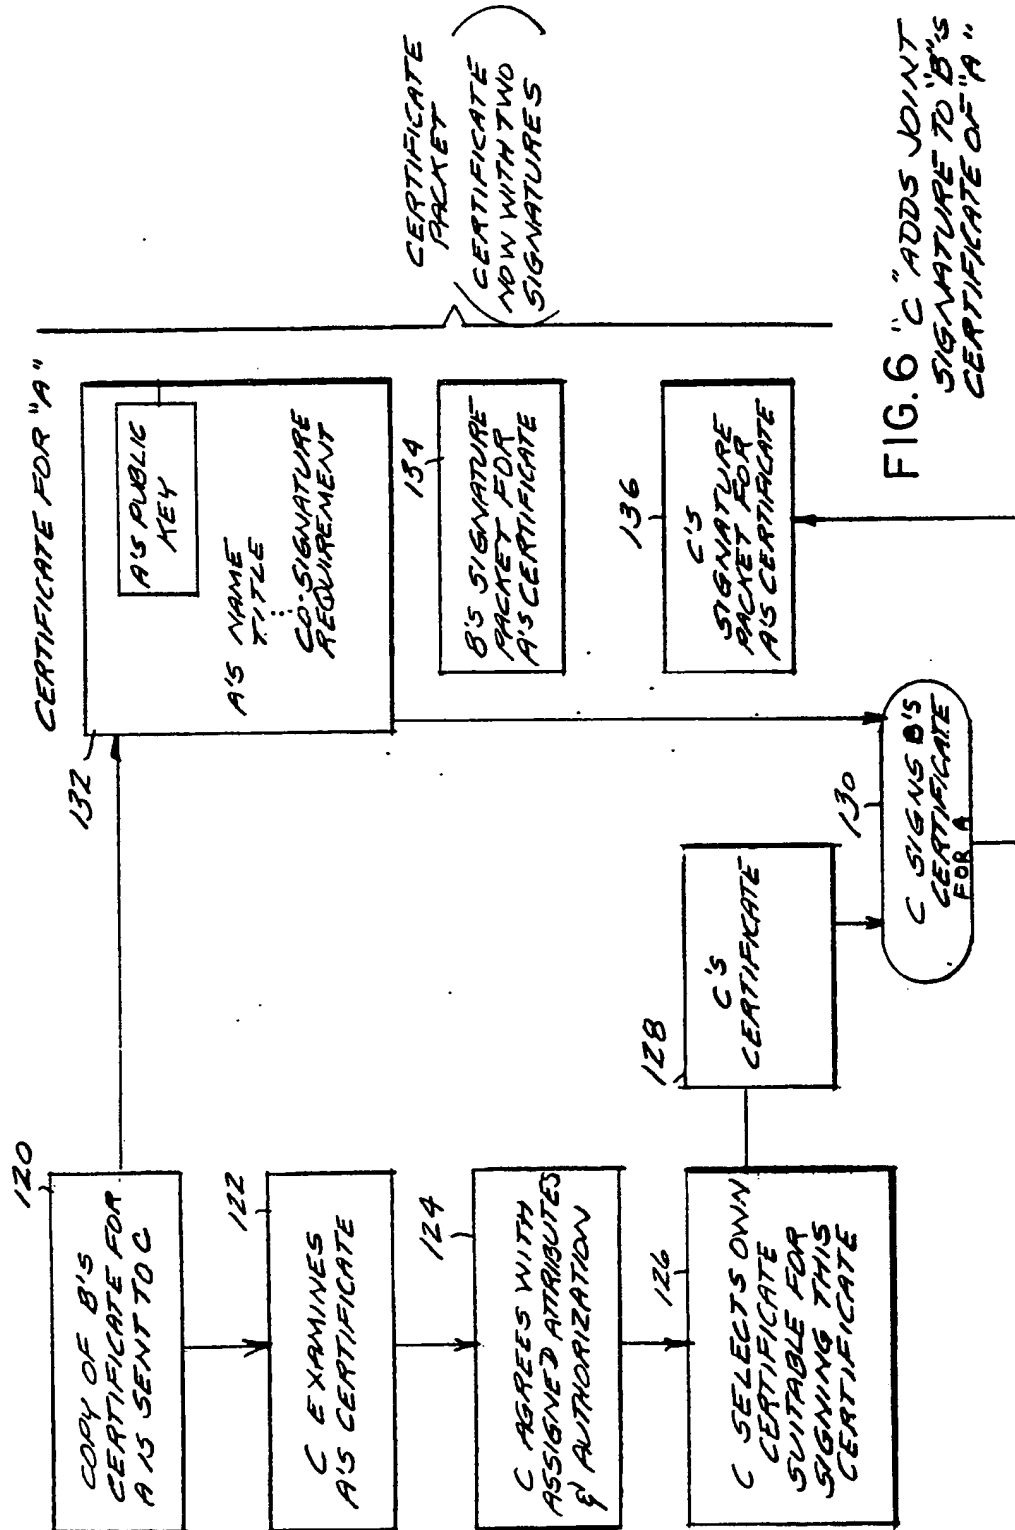 120
COPY OF B'S
CERTIFICATE FOR
A IS SENT TO C
122
C EXAMINES
A'S CERTIFICATE
124
C AGREES WITH
ASSIGNED ATTRIBUTES
& AUTHORIZATION
126
C SELECTS OWN
CERTIFICATE
SUITABLE FOR
SIGNING THIS
CERTIFICATE
128
C'S
CERTIFICATE
130
C SIGNS B'S
CERTIFICATE
FOR A
132
CERTIFICATE FOR "A"
A'S PUBLIC
KEY
A'S NAME
TITLE
⋮
CO-SIGNATURE
REQUIREMENT
134
B'S SIGNATURE
PACKET FOR
A'S CERTIFICATE
136
C'S
SIGNATURE
PACKET FOR
A'S CERTIFICATE
CERTIFICATE
PACKET
(CERTIFICATE
NOW WITH TWO
SIGNATURES)
FIG. 6 "C" ADDS JOINT
SIGNATURE TO "B"'S
CERTIFICATE OF "A"